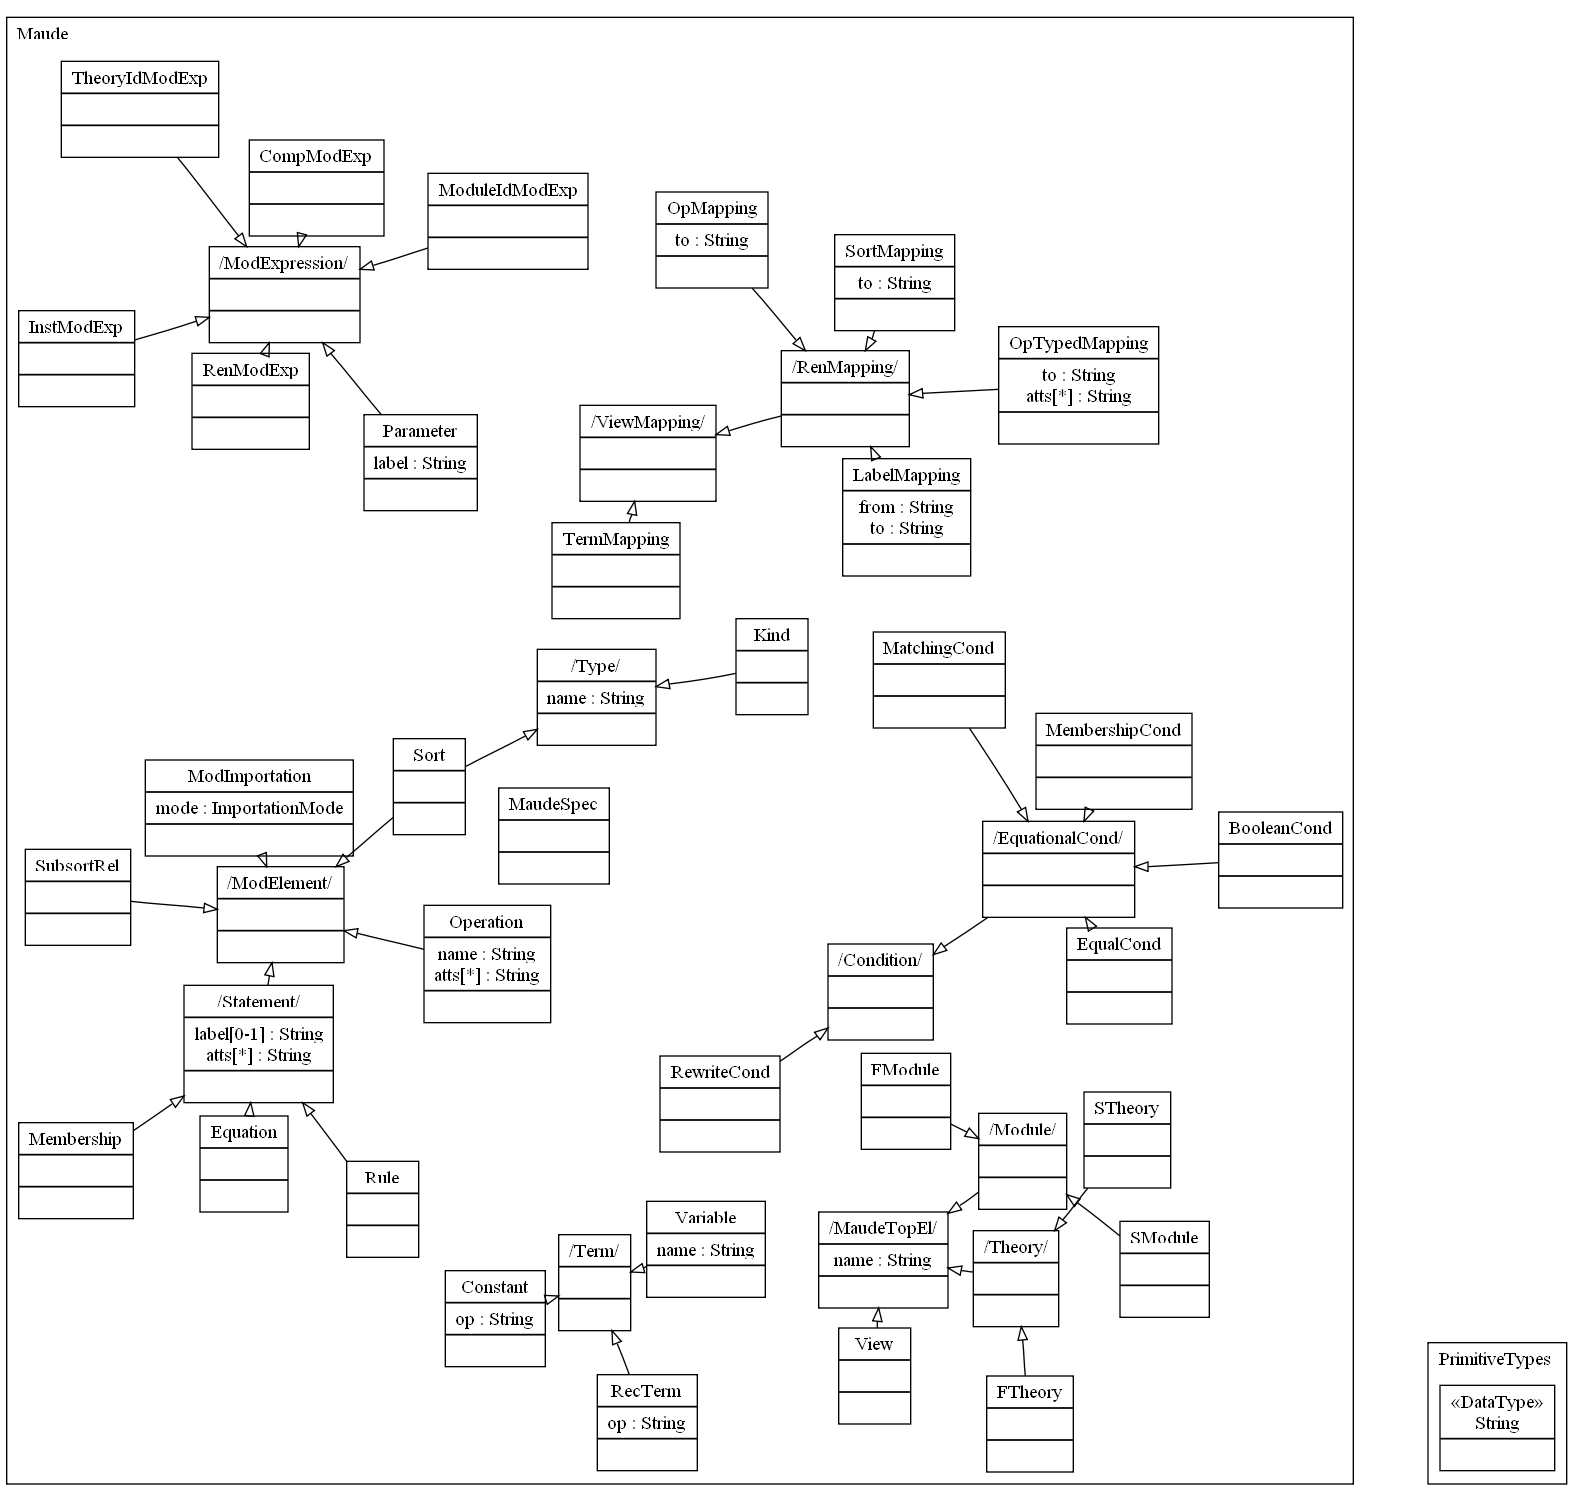 Maude
TheoryIdModExp
CompModExp
ModuleIdModExp
/ModExpression/
InstModExp
RenModExp
Parameter
label : String
OpMapping
to : String
SortMapping
to : String
OpTypedMapping
to : String
atts[*] : String
/RenMapping/
/ViewMapping/
LabelMapping
from : String
to : String
TermMapping
Kind
/Type/
name : String
Sort
ModImportation
mode : ImportationMode
MaudeSpec
SubsortRel
/ModElement/
Operation
name : String
atts[*] : String
/Statement/
label[0-1] : String
atts[*] : String
Membership
Equation
Rule
MatchingCond
MembershipCond
/EquationalCond/
BooleanCond
EqualCond
/Condition/
RewriteCond
FModule
STheory
/Module/
SModule
/MaudeTopEl/
name : String
/Theory/
View
FTheory
Variable
name : String
/Term/
Constant
op : String
RecTerm
op : String
PrimitiveTypes
«DataType»
String